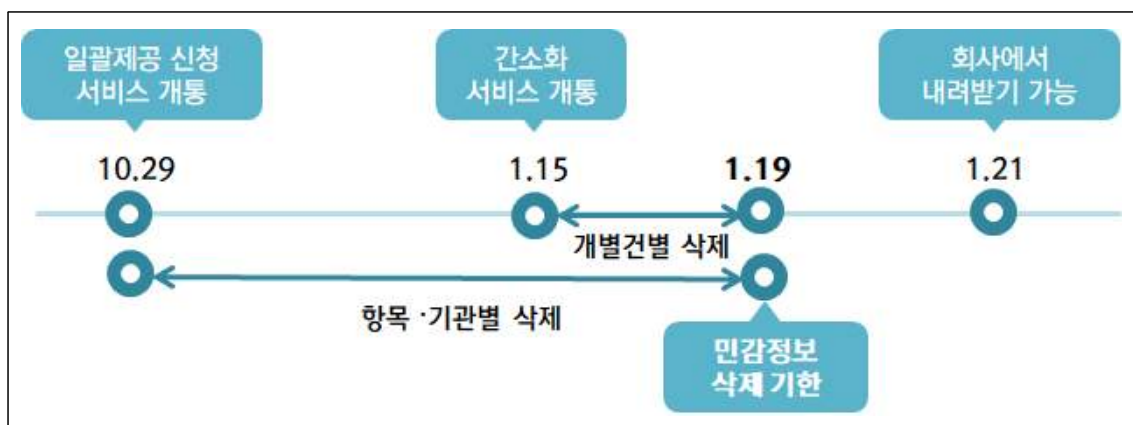 일괄제공 신청
서비스 개통
간소화
서비스 개통
회사에서
내려받기 가능
10.29
1.15
1.19
1.21
개별건별 삭제
항목 ·기관별 삭제
민감정보
삭제 기한